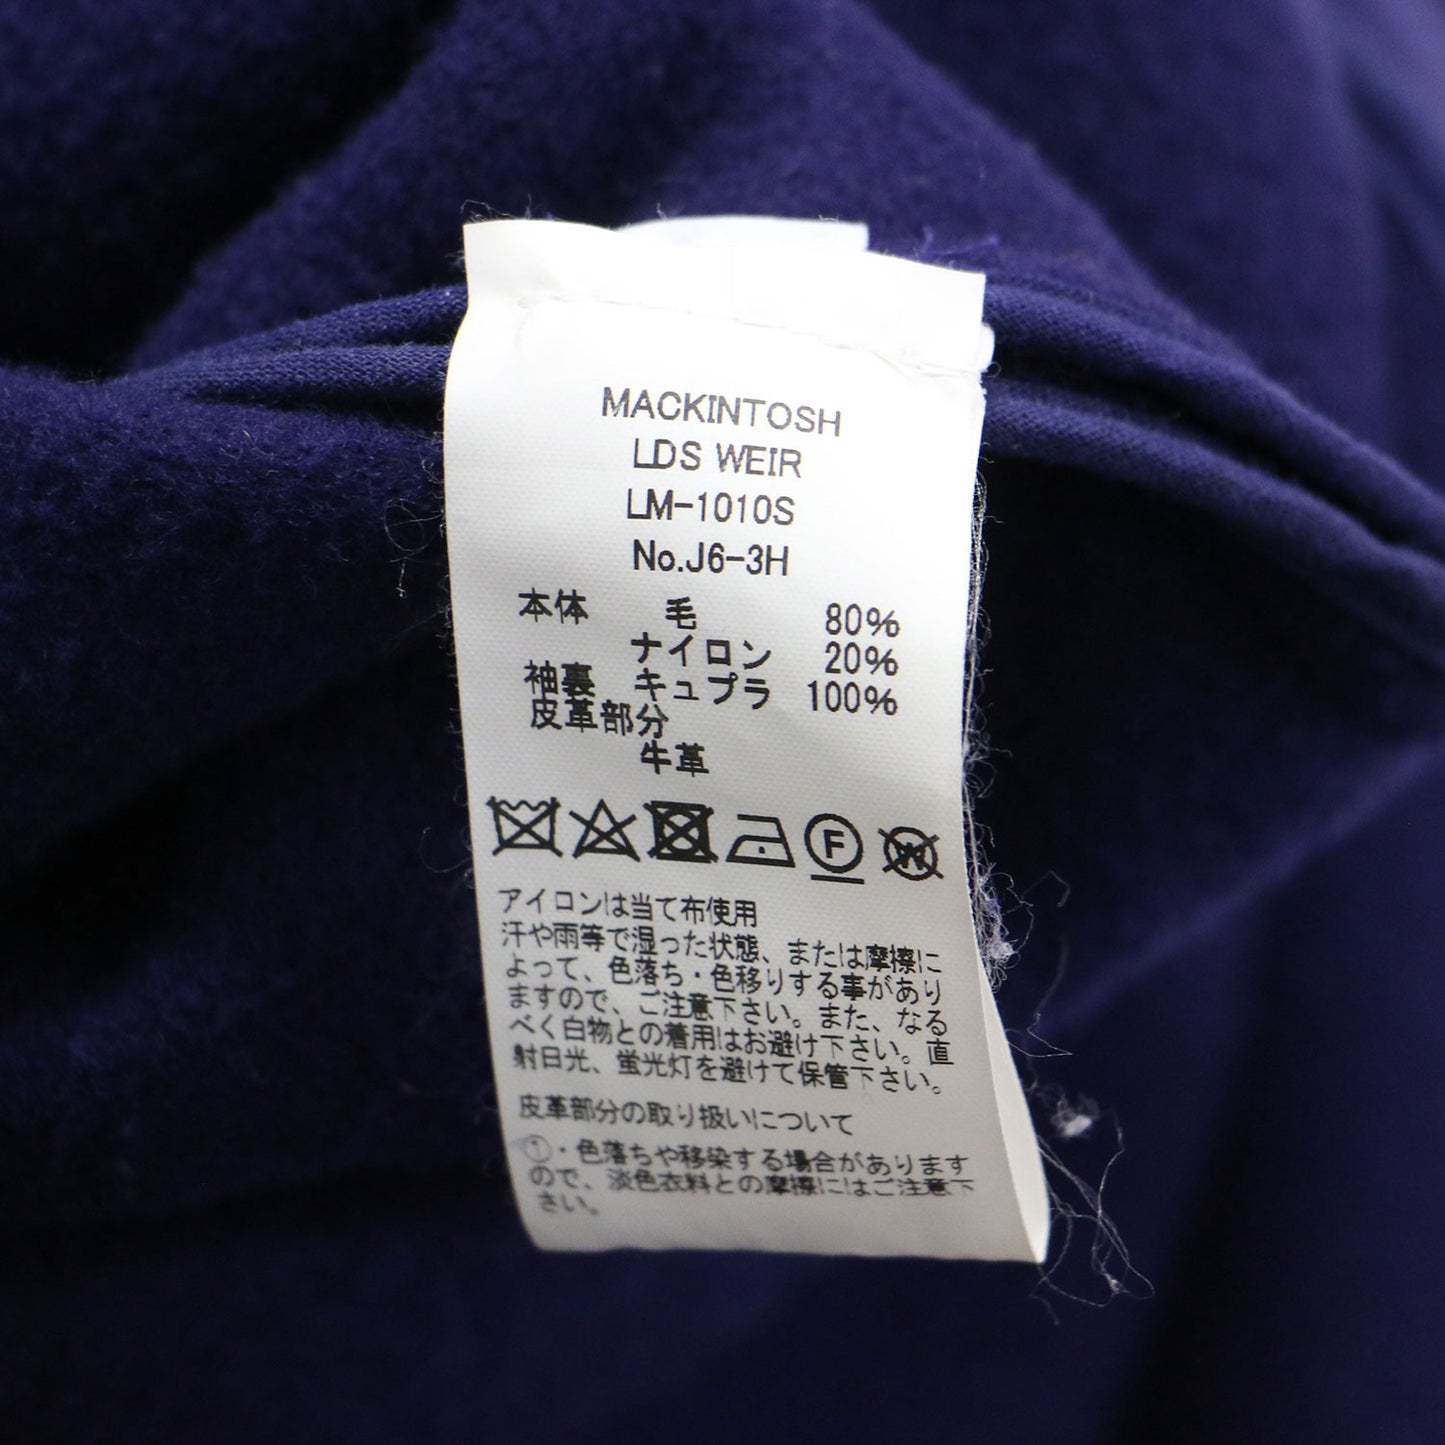 MACKINTOSH
LDS WEIR
LM-1010S
No.J6-3H
本体 毛 80%
ナイロン 20%
袖裏 キュプラ 100%
皮革部分
牛革
F W
アイロンは当て布使用
汗や雨等で湿った状態、または摩擦に
よって、色落ち・色移りする事があり
ますので、ご注意下さい。また、なる
べく白物との着用はお避け下さい。直
射日光、蛍光灯を避けて保管下さい。
皮革部分の取り扱いについて
①・色落ちや移染する場合があります
ので、淡色衣料との摩擦にはご注意下
さい。